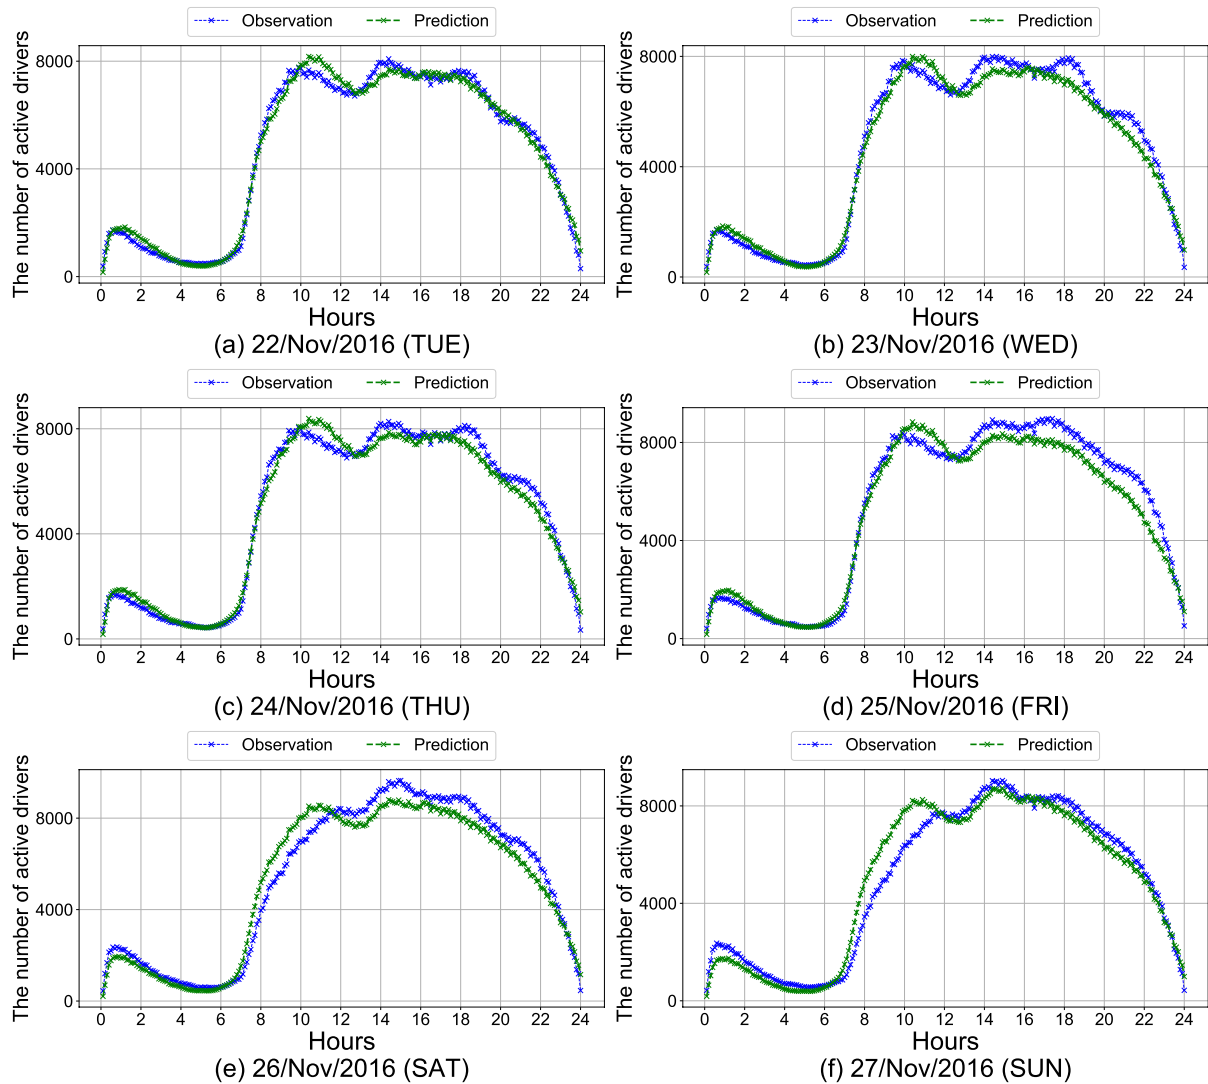 Observation Prediction
The number of active drivers
8000
4000
0
0 2 4 6 8 10 12 14 16 18 20 22 24
Hours
(a) 22/Nov/2016 (TUE)
Observation Prediction
The number of active drivers
8000
4000
0
0 2 4 6 8 10 12 14 16 18 20 22 24
Hours
(b) 23/Nov/2016 (WED)
Observation Prediction
The number of active drivers
8000
4000
0
0 2 4 6 8 10 12 14 16 18 20 22 24
Hours
(c) 24/Nov/2016 (THU)
Observation Prediction
The number of active drivers
8000
4000
0
0 2 4 6 8 10 12 14 16 18 20 22 24
Hours
(d) 25/Nov/2016 (FRI)
Observation Prediction
The number of active drivers
8000
4000
0
0 2 4 6 8 10 12 14 16 18 20 22 24
Hours
(e) 26/Nov/2016 (SAT)
Observation Prediction
The number of active drivers
8000
4000
0
0 2 4 6 8 10 12 14 16 18 20 22 24
Hours
(f) 27/Nov/2016 (SUN)